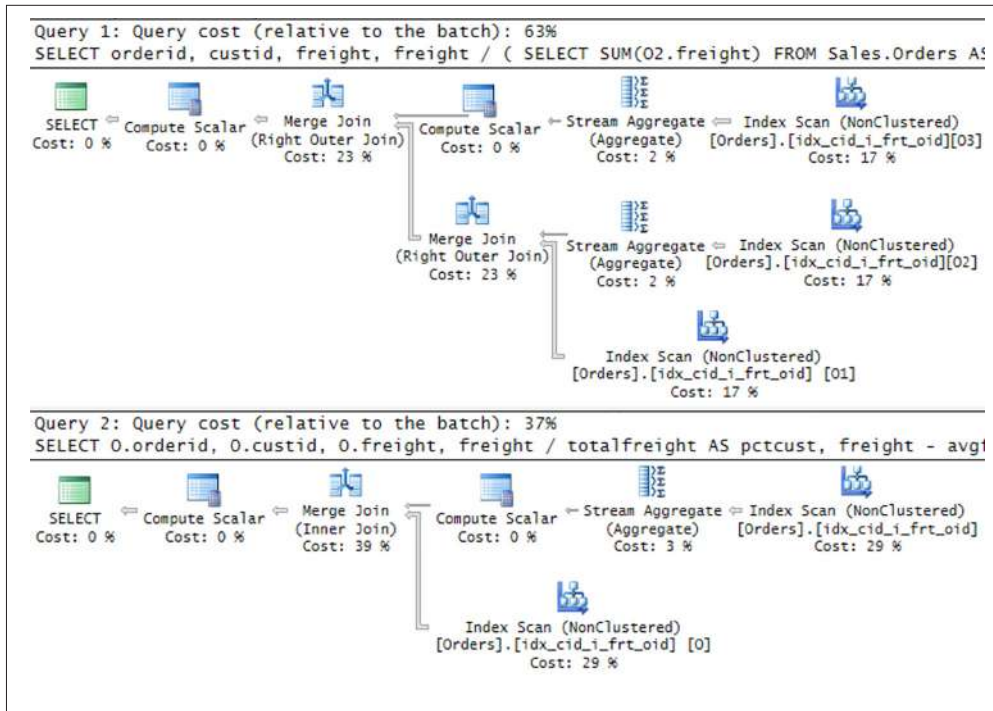 Query 1: Query cost (relative to the batch): 63%
SELECT orderid, custid, freight, freight / ( SELECT SUM(O2.freight) FROM Sales.Orders AS
SELECT
Cost: 0 %
Compute Scalar
Cost: 0 %
Merge Join
(Right Outer Join)
Cost: 23 %
Compute Scalar
Cost: 0 %
Stream Aggregate
(Aggregate)
Cost: 2 %
Index Scan (NonClustered)
[Orders].[idx_cid_i_frt_oid][O3]
Cost: 17 %
Merge Join
(Right Outer Join)
Cost: 23 %
Stream Aggregate
(Aggregate)
Cost: 2 %
Index Scan (NonClustered)
[Orders].[idx_cid_i_frt_oid][O2]
Cost: 17 %
Index Scan (NonClustered)
[Orders].[idx_cid_i_frt_oid] [O1]
Cost: 17 %
Query 2: Query cost (relative to the batch): 37%
SELECT O.orderid, O.custid, O.freight, freight / totalfreight AS pctcust, freight - avgf
SELECT
Cost: 0 %
Compute Scalar
Cost: 0 %
Merge Join
(Inner Join)
Cost: 39 %
Compute Scalar
Cost: 0 %
Stream Aggregate
(Aggregate)
Cost: 3 %
Index Scan (NonClustered)
[Orders].[idx_cid_i_frt_oid]
Cost: 29 %
Index Scan (NonClustered)
[Orders].[idx_cid_i_frt_oid] [O]
Cost: 29 %